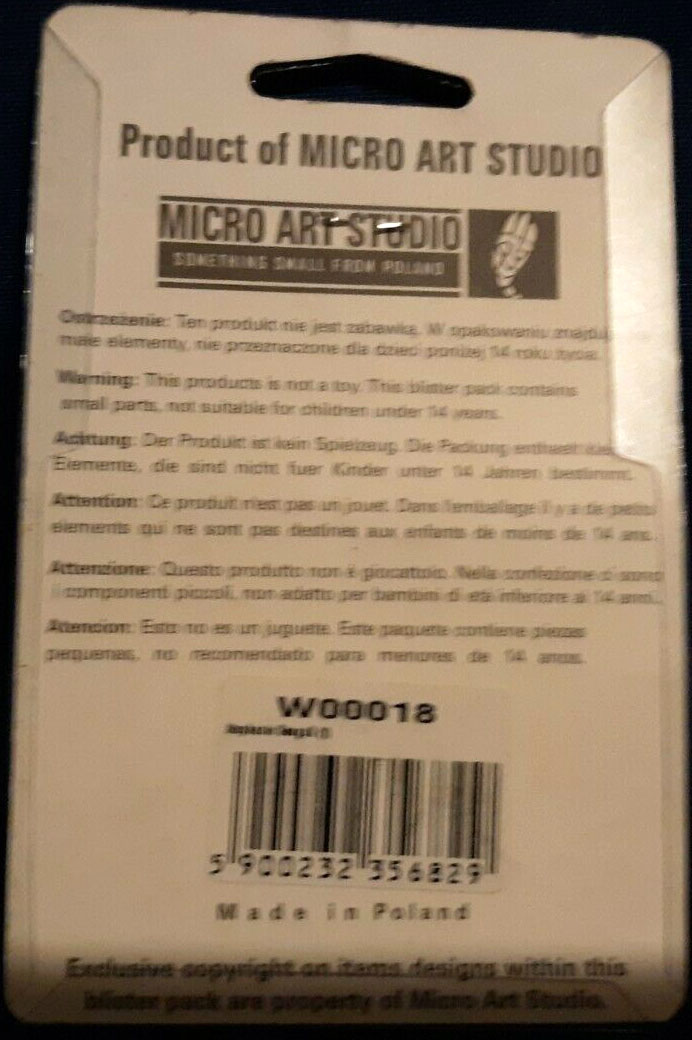 Product of MICRO ART STUDIO
MICRO ART STUDIO
SOMETHING SMALL FROM POLAND
Ostrzezenie: Ten produkt nie jest zabawka. W opakowaniu
male elementy, nie przeznaczone dla dzieci ponizej 14 roku zycia.
Warning: This products is not a toy. This blister pack contains
small parts, not suitable for children under 14 years.
Achtung: Der Produkt ist kein Spielzeug. Die Packung
Elemente, die sind nicht fuer Kinder unter 14 Jahren bestimmt.
Attention: Ce produit n'est pas un jouet. Dans l'emballage il y a de petits
elements qui ne sont pas destines aux enfants de moins de 14 ans.
Attenzione: Questo prodotto non è giocattolo. Nella confezione ci sono
i componenti piccoli, non adatto per bambini di età inferiore ai 14 anni.
Atencion: Esto no es un juguete. Este paquete contiene piezas
pequenas, no recomendado para menores de 14 anos.
W00018
5 900232 356829
Made in Poland
Exclusive copyright on items designs within this
blister pack are property of Micro Art Studio.